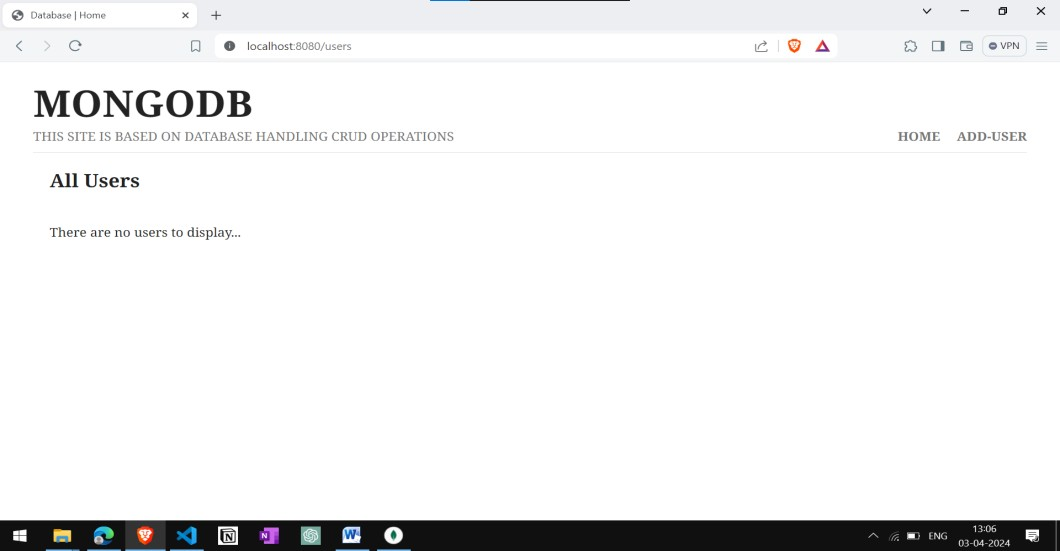 Database | Home
localhost:8080/users
VPN
MONGODB
THIS SITE IS BASED ON DATABASE HANDLING CRUD OPERATIONS
HOME ADD-USER
All Users
There are no users to display...
ENG
13:06
03-04-2024